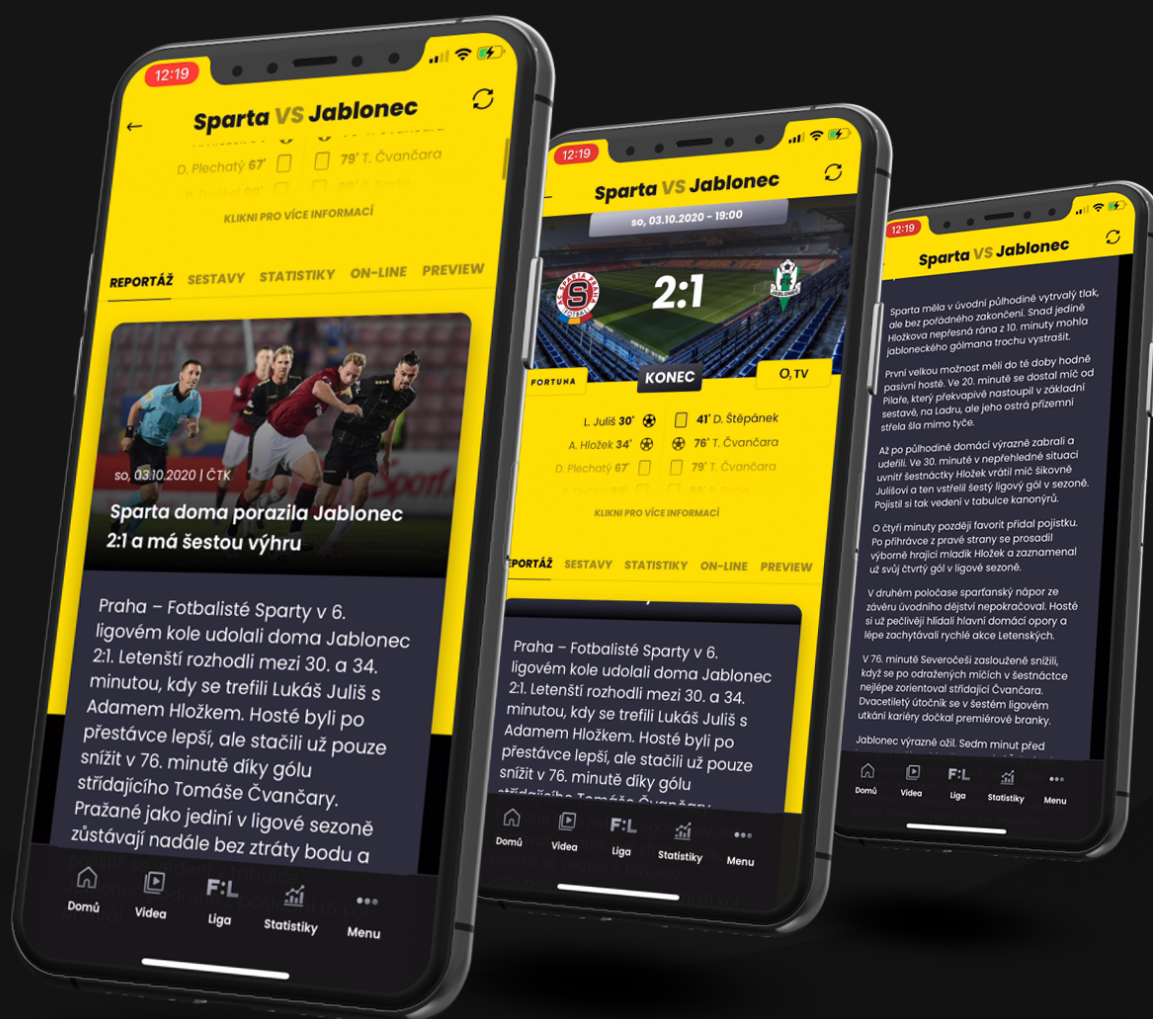 12:19
Sparta VS Jablonec
D. Plechatý 67'
79' T. Čvančara
KLIKNI PRO VÍCE INFORMACÍ
REPORTÁŽ SESTAVY STATISTIKY ON-LINE PREVIEW
so, 03.10.2020 | ČTK
Sparta doma porazila Jablonec
2:1 a má šestou výhru
Praha – Fotbalisté Sparty v 6.
ligovém kole udolali doma Jablonec
2:1. Letenští rozhodli mezi 30. a 34.
minutou, kdy se trefili Lukáš Juliš s
Adamem Hložkem. Hosté byli po
přestávce lepší, ale stačili už pouze
snížit v 76. minutě díky gólu
střídajícího Tomáše Čvančary.
Pražané jako jediní v ligové sezoně
zůstávají nadále bez ztráty bodu a
Domů Videa F:L Liga Statistiky Menu
12:19
Sparta VS Jablonec
so, 03.10.2020 - 19:00
AC SPARTA PRAHA
FOTBAL
2:1
JABLONEC
FORTUNA
KONEC
O2 TV
L. Juliš 30' 41' D. Štěpánek
A. Hložek 34' 76' T. Čvančara
D. Plechatý 67' 79' T. Čvančara
KLIKNI PRO VÍCE INFORMACÍ
EPORTÁŽ SESTAVY STATISTIKY ON-LINE PREVIEW
Praha – Fotbalisté Sparty v 6.
ligovém kole udolali doma Jablonec
2:1. Letenští rozhodli mezi 30. a 34.
minutou, kdy se trefili Lukáš Juliš s
Adamem Hložkem. Hosté byli po
přestávce lepší, ale stačili už pouze
snížit v 76. minutě díky gólu
střídajícího Tomáše Čvančary.
Domů Videa F:L Liga Statistiky Menu
12:19
Sparta VS Jablonec
Sparta měla v úvodní půlhodině vytrvalý tlak,
ale bez pořádného zakončení. Snad jedině
Hložkova nepřesná rána z 10. minuty mohla
jabloneckého gólmana trochu vystrašit.
První velkou možnost měli do té doby hodně
pasivní hosté. Ve 20. minutě se dostal míč od
Pilaře, který překvapivě nastoupil v základní
sestavě, na Ladru, ale jeho ostrá přízemní
střela šla mimo tyče.
Až po půlhodině domácí výrazně zabrali a
udeřili. Ve 30. minutě v nepřehledné situaci
uvnitř šestnáctky Hložek vrátil míč šikovně
Julišovi a ten vstřelil šestý ligový gól v sezoně.
Pojistil si tak vedení v tabulce kanonýrů.
O čtyři minuty později favorit přidal pojistku.
Po přihrávce z pravé strany se prosadil
výborně hrající mladík Hložek a zaznamenal
už svůj čtvrtý gól v ligové sezoně.
V druhém poločase sparťanský nápor ze
závěru úvodního dějství nepokračoval. Hosté
si už pečlivěji hlídali hlavní domácí opory a
lépe zachytávali rychlé akce Letenských.
V 76. minutě Severočeši zaslouženě snížili,
když se po odražených míčích v šestnáctce
nejlépe zorientoval střídající Čvančara.
Dvacetiletý útočník se v šestém ligovém
utkání kariéry dočkal premiérové branky.
Jablonec výrazně ožil. Sedm minut před
Domů Videa F:L Liga Statistiky Menu